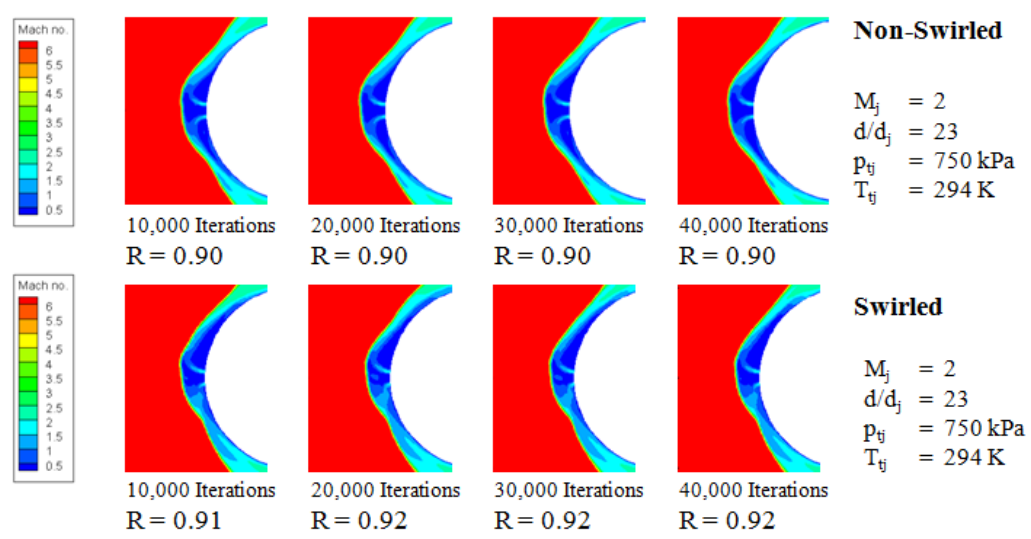 Mach no.
6
5.5
5
4.5
4
3.5
3
2.5
2
1.5
1
0.5
10,000 Iterations
R = 0.90
20,000 Iterations
R = 0.90
30,000 Iterations
R = 0.90
40,000 Iterations
R = 0.90
Non-Swirled
Mj = 2
d/dj = 23
ptj = 750 kPa
Ttj = 294 K
Mach no.
6
5.5
5
4.5
4
3.5
3
2.5
2
1.5
1
0.5
10,000 Iterations
R = 0.91
20,000 Iterations
R = 0.92
30,000 Iterations
R = 0.92
40,000 Iterations
R = 0.92
Swirled
Mj = 2
d/dj = 23
ptj = 750 kPa
Ttj = 294 K